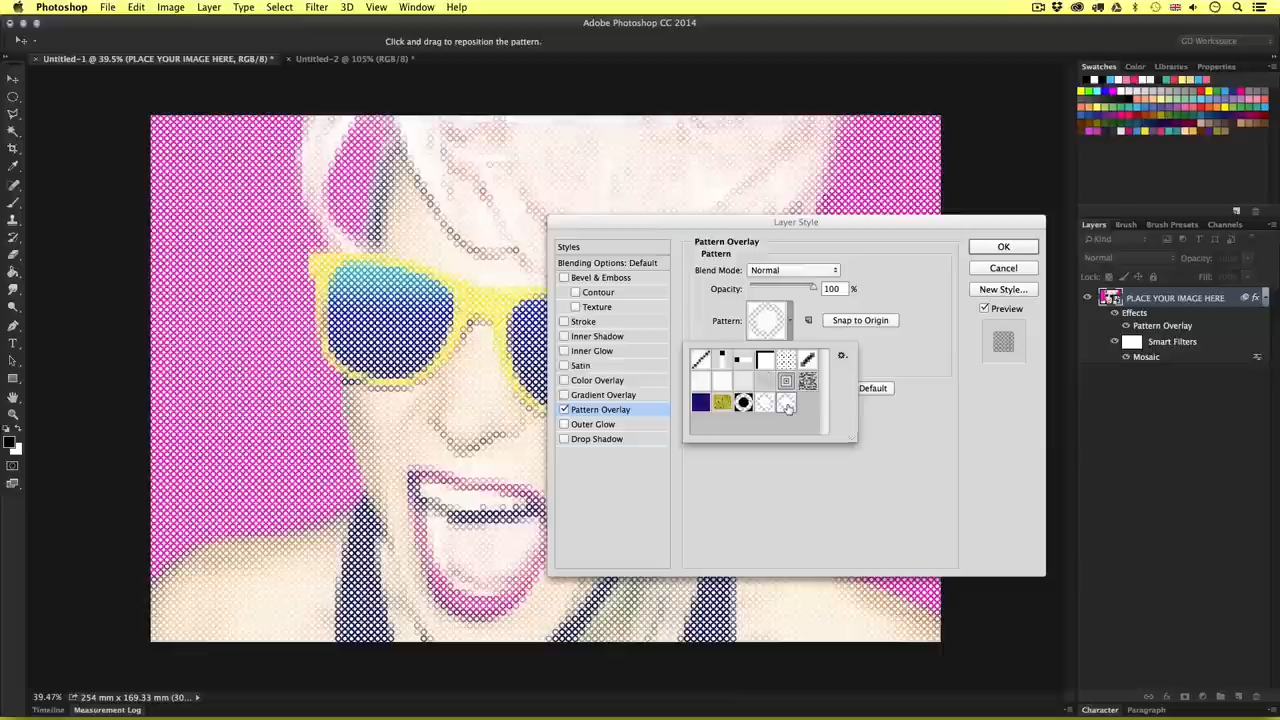 Photoshop File Edit Image Layer Type Select Filter 3D View Window Help
Adobe Photoshop CC 2014
Click and drag to reposition the pattern.
GD Workspace
Untitled-1 @ 39.5% (PLACE YOUR IMAGE HERE, RGB/8) *
Untitled-2 @ 105% (RGB/8) *
Swatches Color Libraries Properties
Layer Style
Styles
Blending Options: Default
Bevel & Emboss
Contour
Texture
Stroke
Inner Shadow
Inner Glow
Satin
Color Overlay
Gradient Overlay
Pattern Overlay
Outer Glow
Drop Shadow
Pattern Overlay
Pattern
Blend Mode: Normal
Opacity: 100 %
Pattern: Snap to Origin
Default
OK
Cancel
New Style...
Preview
Layers Brush Brush Presets Channels
Kind
Normal Opacity:
Lock: Fill:
PLACE YOUR IMAGE HERE fx
Effects
Pattern Overlay
Smart Filters
Mosaic
39.47% 254 mm x 169.33 mm (30...
Timeline Measurement Log
Character Paragraph